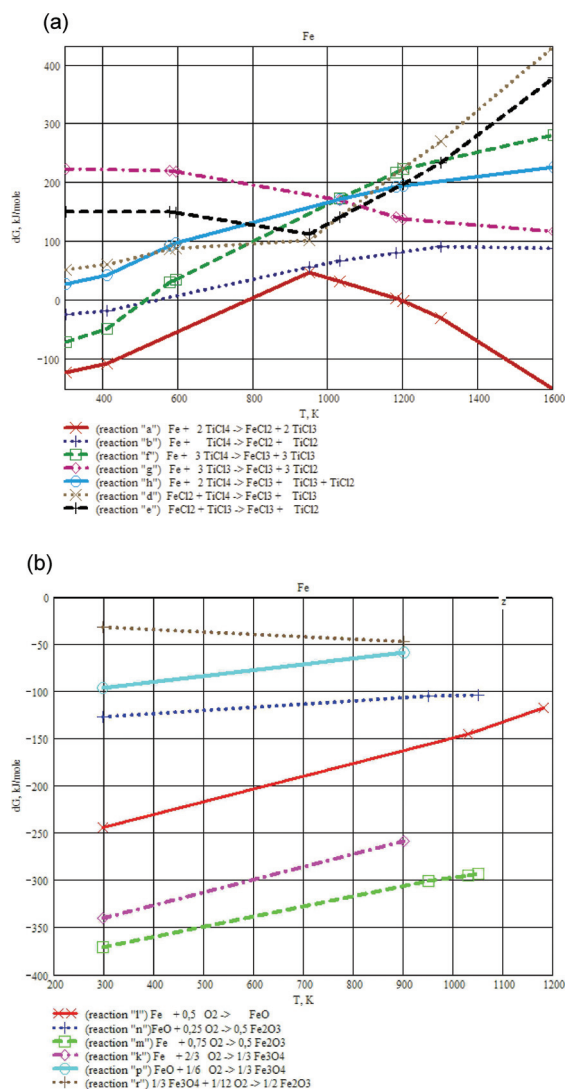 (a)
Fe
400
300
200
100
0
−100
dG, kJ/mole
400 600 800 1000 1200 1400 1600
T, K
(reaction "a") Fe + 2 TiCl4 -> FeCl2 + 2 TiCl3
(reaction "b") Fe + TiCl4 -> FeCl2 + TiCl2
(reaction "f") Fe + 3 TiCl4 -> FeCl3 + 3 TiCl3
(reaction "g") Fe + 3 TiCl3 -> FeCl3 + 3 TiCl2
(reaction "h") Fe + 2 TiCl4 -> FeCl3 + TiCl3 + TiCl2
(reaction "d") FeCl2 + TiCl4 -> FeCl3 + TiCl3
(reaction "e") FeCl2 + TiCl3 -> FeCl3 + TiCl2
(b)
Fe
z
0
−50
−100
−150
−200
−250
−300
−350
−400
dG, kJ/mole
200 300 400 500 600 700 800 900 1000 1100 1200
T, K
(reaction "l") Fe + 0,5 O2 -> FeO
(reaction "n")FeO + 0,25 O2 -> 0,5 Fe2O3
(reaction "m") Fe + 0,75 O2 -> 0,5 Fe2O3
(reaction "k") Fe + 2/3 O2 -> 1/3 Fe3O4
(reaction "p") FeO + 1/6 O2 -> 1/3 Fe3O4
(reaction "r") 1/3 Fe3O4 + 1/12 O2 -> 1/2 Fe2O3